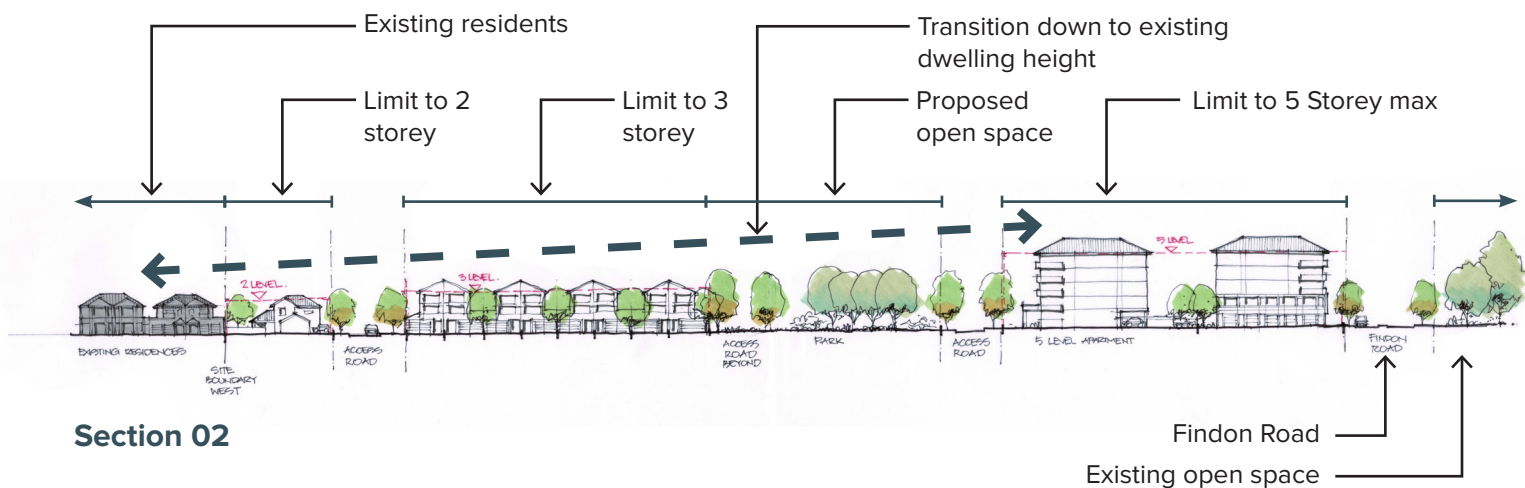 Existing residents
Transition down to existing
dwelling height
Limit to 2
storey
Limit to 3
storey
Proposed
open space
Limit to 5 Storey max
2 LEVEL.
3 LEVEL.
5 LEVEL
EXISTING RESIDENCES
SITE
BOUNDARY
WEST
ACCESS
ROAD
ACCESS
ROAD
BEYOND
PARK
ACCESS
ROAD
5 LEVEL APARTMENT
FINDON
ROAD
Section 02
Findon Road
Existing open space